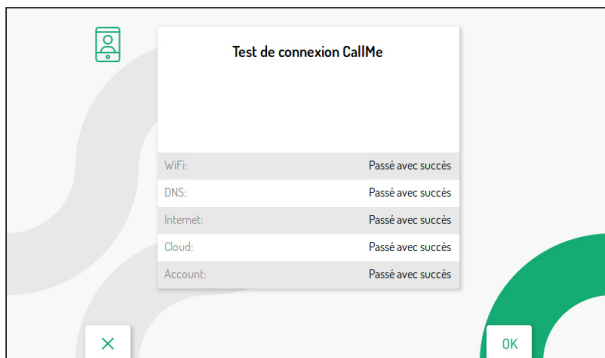 Test de connexion CallMe
WiFi: Passé avec succès
DNS: Passé avec succès
Internet: Passé avec succès
Cloud: Passé avec succès
Account: Passé avec succès
OK